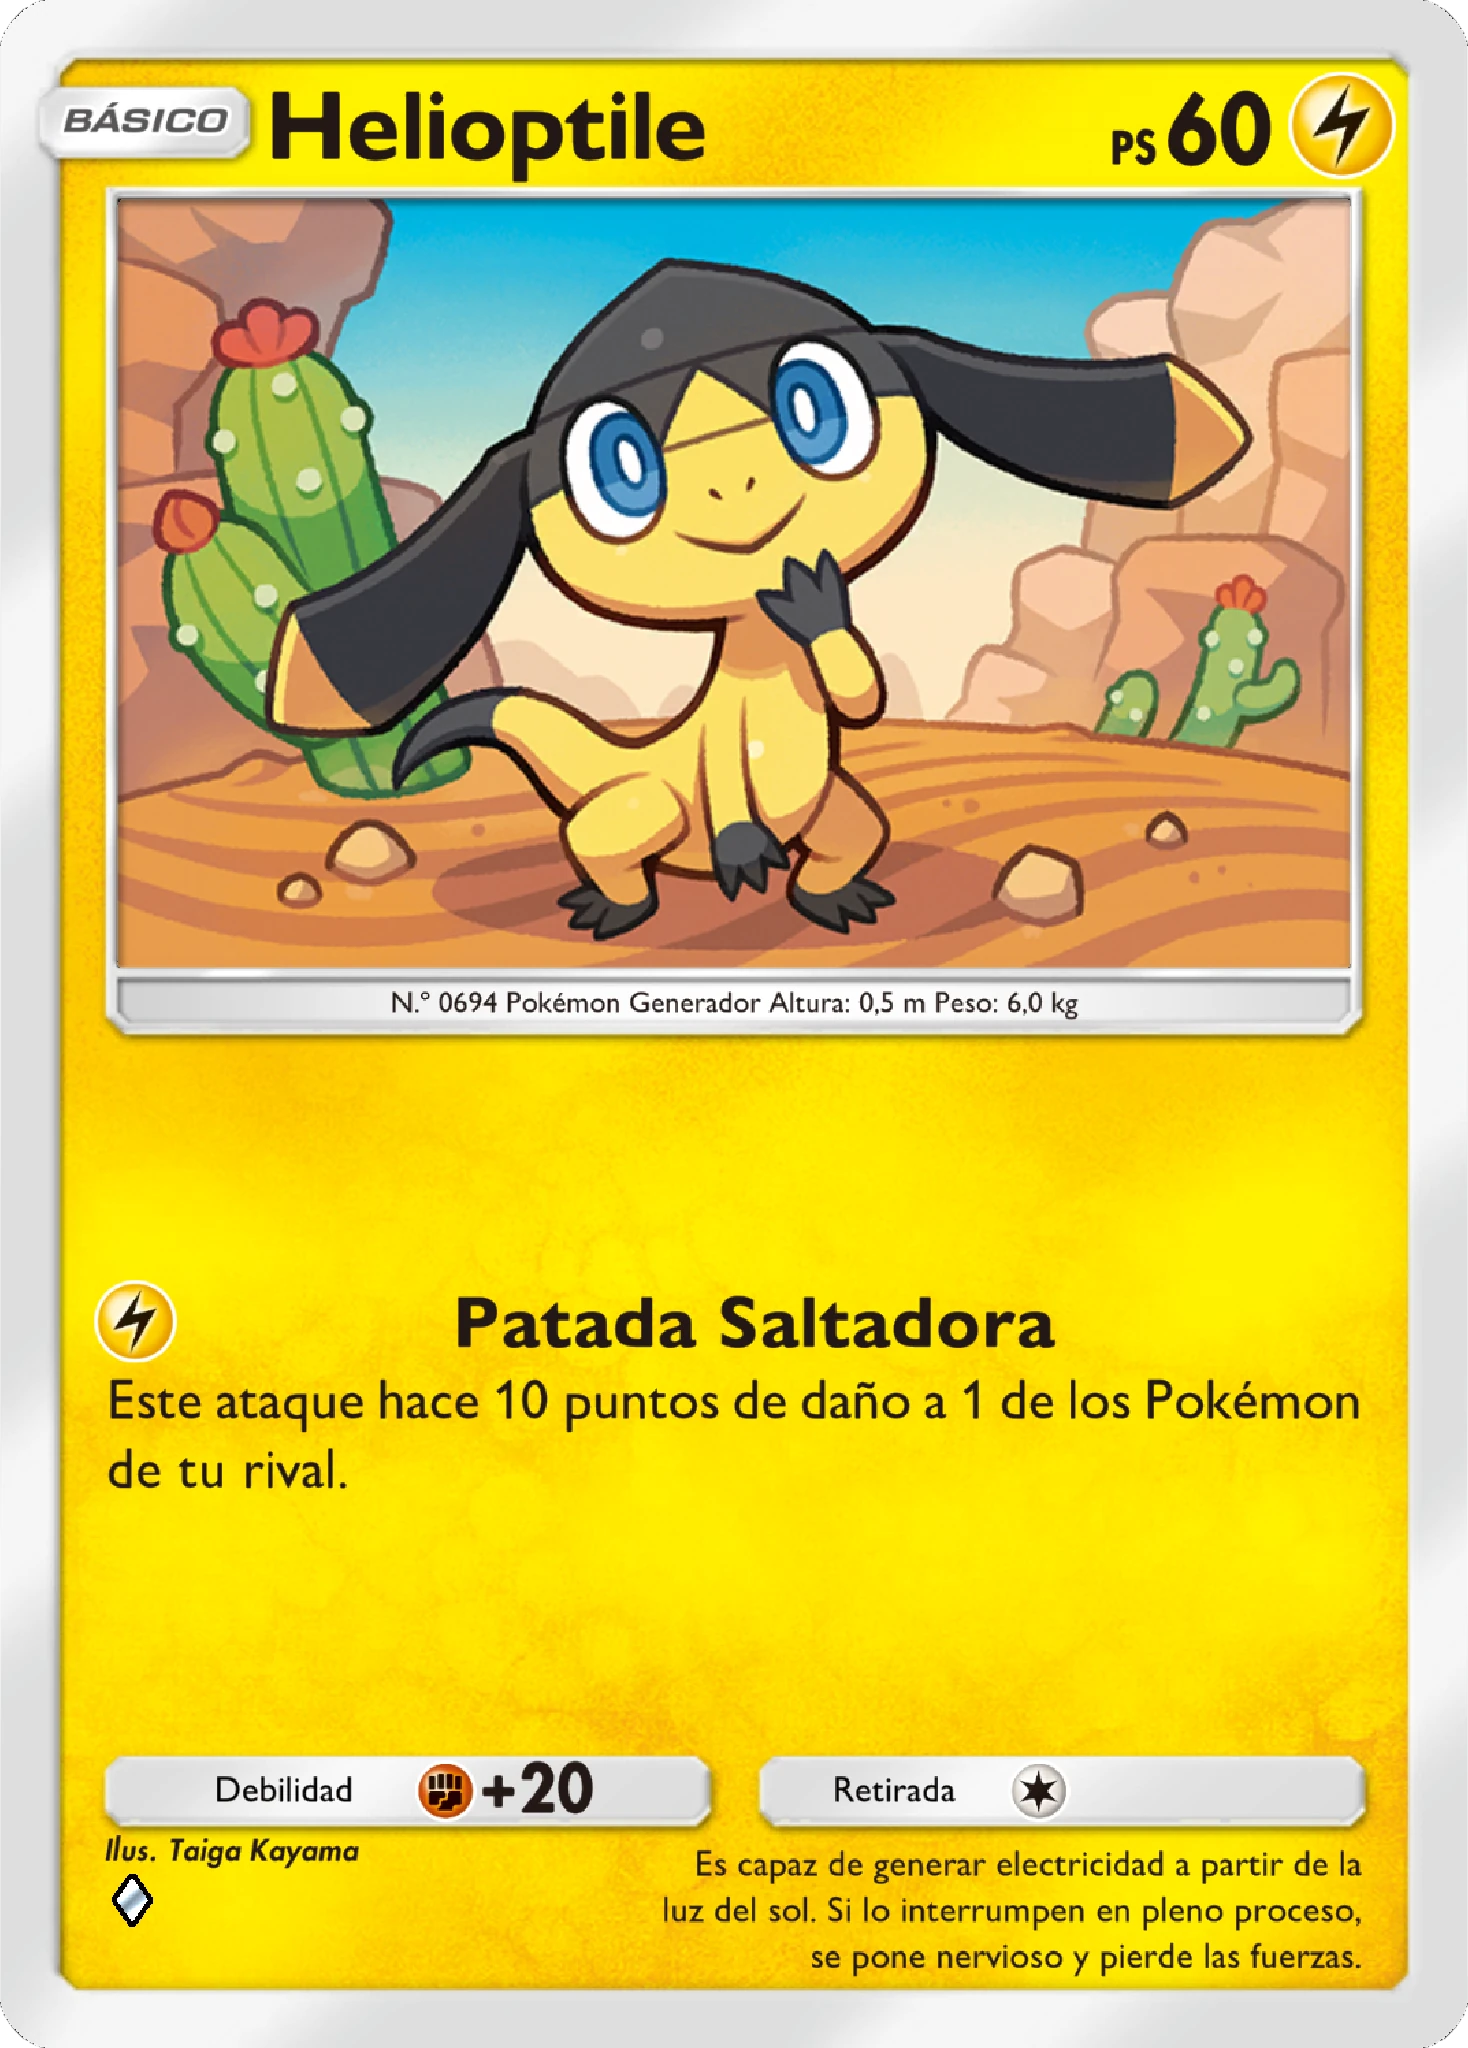 BÁSICO Helioptile PS 60
N.° 0694 Pokémon Generador Altura: 0,5 m Peso: 6,0 kg
Patada Saltadora
Este ataque hace 10 puntos de daño a 1 de los Pokémon
de tu rival.
Debilidad +20 Retirada
Ilus. Taiga Kayama
Es capaz de generar electricidad a partir de la
luz del sol. Si lo interrumpen en pleno proceso,
se pone nervioso y pierde las fuerzas.